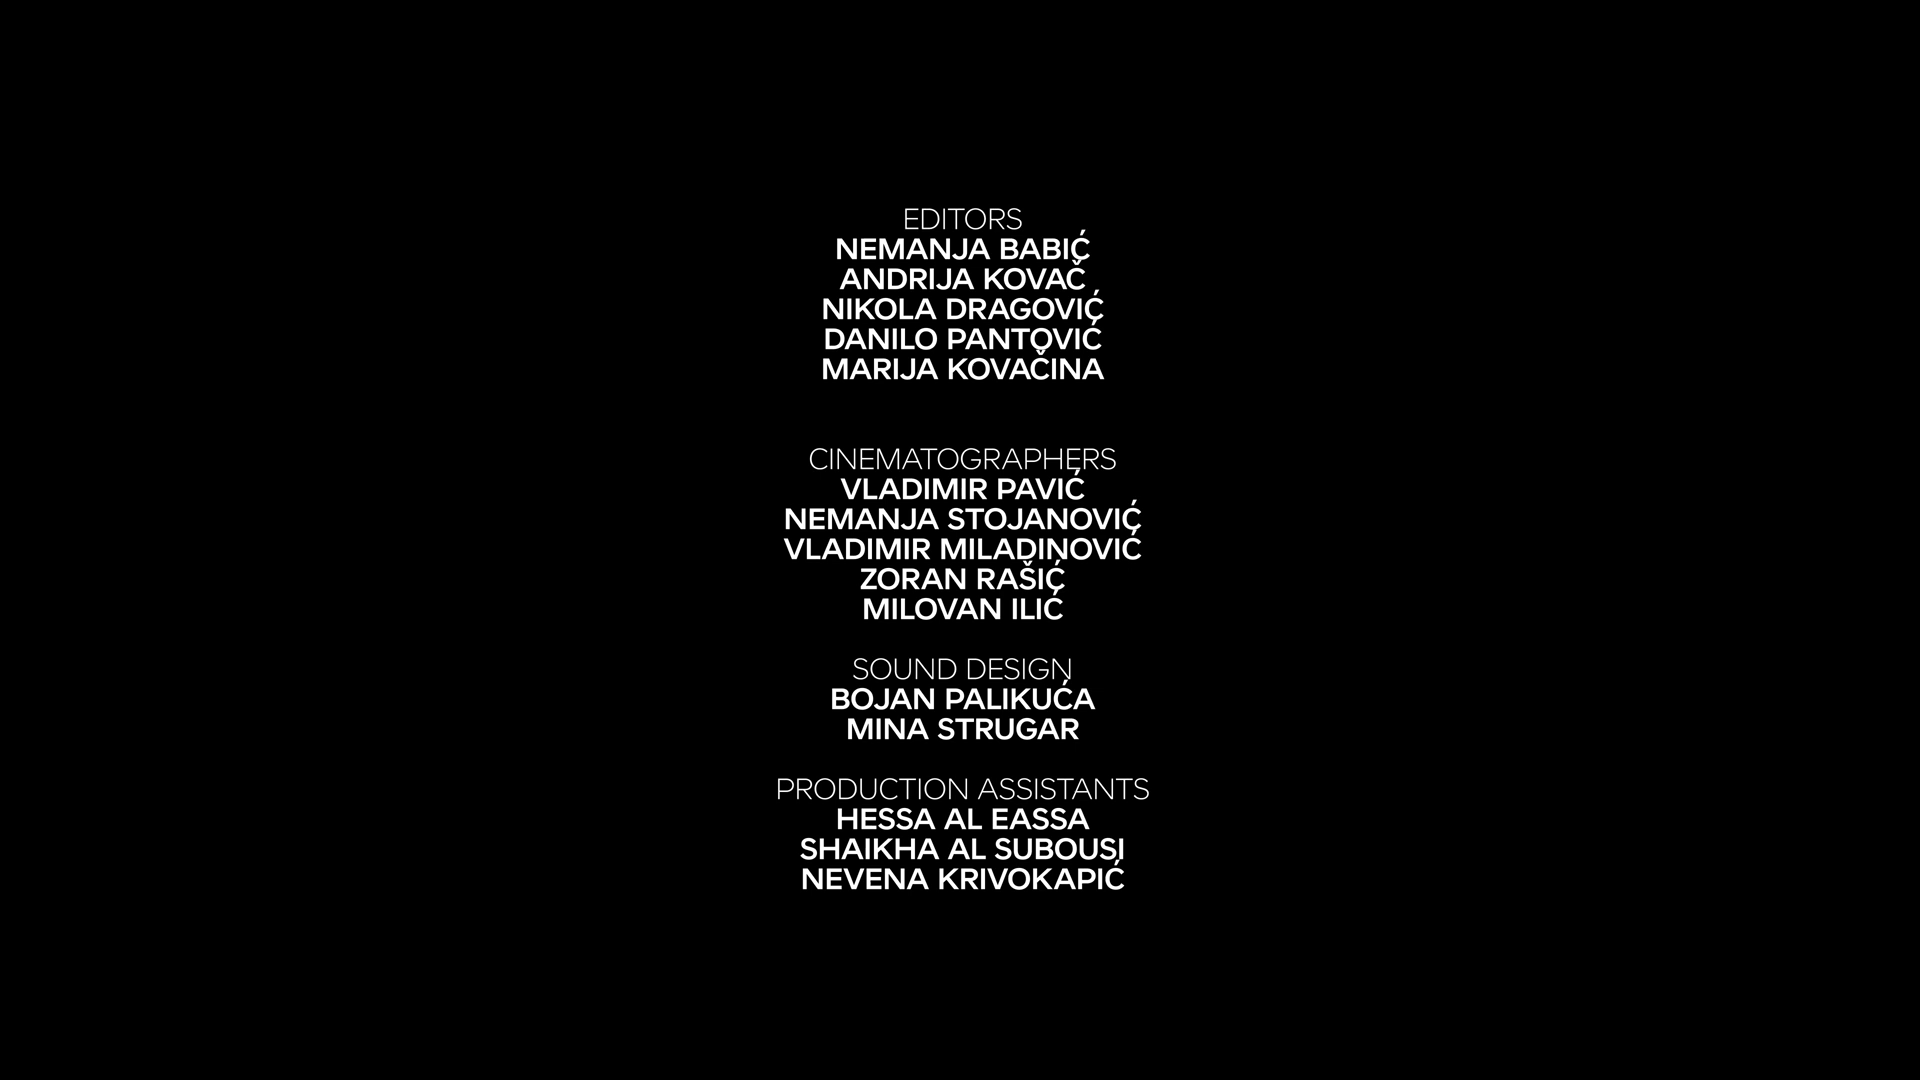 EDITORS
NEMANJA BABIĆ
ANDRIJA KOVAČ
NIKOLA DRAGOVIĆ
DANILO PANTOVIĆ
MARIJA KOVAČINA
CINEMATOGRAPHERS
VLADIMIR PAVIĆ
NEMANJA STOJANOVIĆ
VLADIMIR MILADINOVIĆ
ZORAN RAŠIĆ
MILOVAN ILIĆ
SOUND DESIGN
BOJAN PALIKUĆA
MINA STRUGAR
PRODUCTION ASSISTANTS
HESSA AL EASSA
SHAIKHA AL SUBOUSI
NEVENA KRIVOKAPIĆ